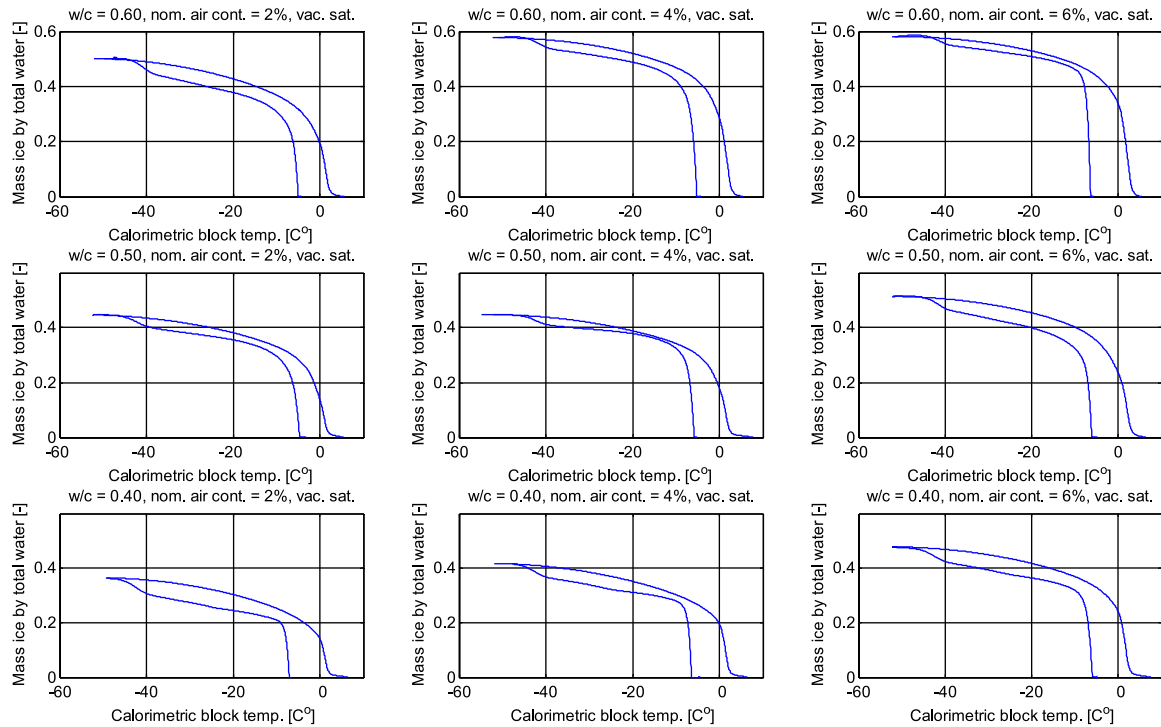 w/c = 0.60, nom. air cont. = 2%, vac. sat.
w/c = 0.60, nom. air cont. = 4%, vac. sat.
w/c = 0.60, nom. air cont. = 6%, vac. sat.
Mass ice by total water [-]
0.6
0.4
0.2
0
-60
-40
-20
0
Calorimetric block temp. [C°]
Mass ice by total water [-]
0.6
0.4
0.2
0
-60
-40
-20
0
Calorimetric block temp. [C°]
Mass ice by total water [-]
0.6
0.4
0.2
0
-60
-40
-20
0
Calorimetric block temp. [C°]
w/c = 0.50, nom. air cont. = 2%, vac. sat.
w/c = 0.50, nom. air cont. = 4%, vac. sat.
w/c = 0.50, nom. air cont. = 6%, vac. sat.
Mass ice by total water [-]
0.4
0.2
0
-60
-40
-20
0
Calorimetric block temp. [C°]
Mass ice by total water [-]
0.4
0.2
0
-60
-40
-20
0
Calorimetric block temp. [C°]
Mass ice by total water [-]
0.4
0.2
0
-60
-40
-20
0
Calorimetric block temp. [C°]
w/c = 0.40, nom. air cont. = 2%, vac. sat.
w/c = 0.40, nom. air cont. = 4%, vac. sat.
w/c = 0.40, nom. air cont. = 6%, vac. sat.
Mass ice by total water [-]
0.4
0.2
0
-60
-40
-20
0
Calorimetric block temp. [C°]
Mass ice by total water [-]
0.4
0.2
0
-60
-40
-20
0
Calorimetric block temp. [C°]
Mass ice by total water [-]
0.4
0.2
0
-60
-40
-20
0
Calorimetric block temp. [C°]